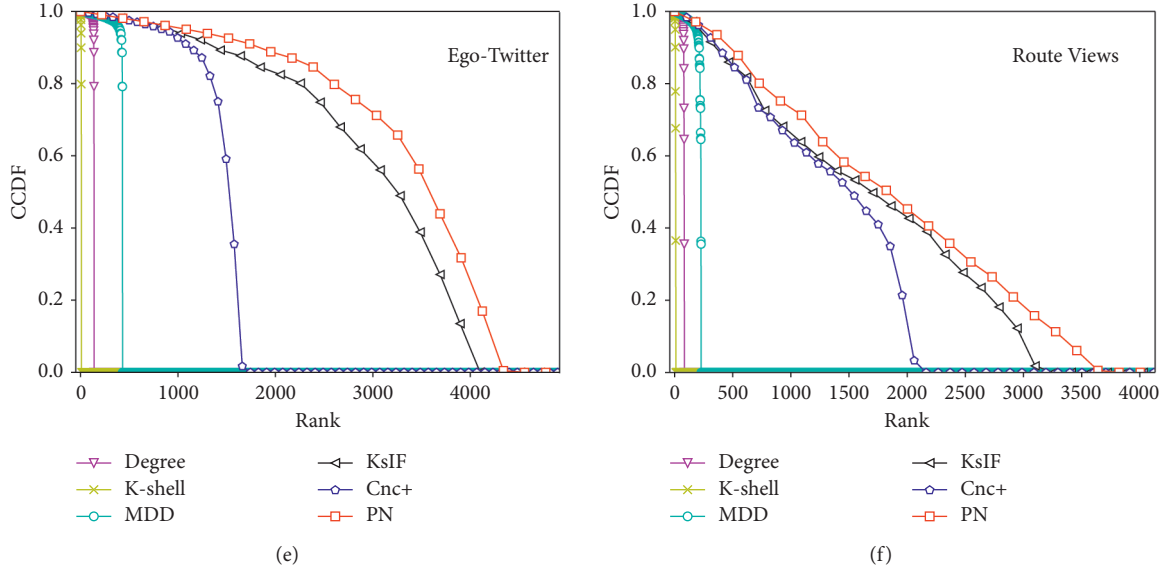 1.0
0.8
0.6
0.4
0.2
0.0
CCDF
Ego-Twitter
0 1000 2000 3000 4000
Rank
Degree KsIF
K-shell Cnc+
MDD PN
(e)
1.0
0.8
0.6
0.4
0.2
0.0
CCDF
Route Views
0 500 1000 1500 2000 2500 3000 3500 4000
Rank
Degree KsIF
K-shell Cnc+
MDD PN
(f)